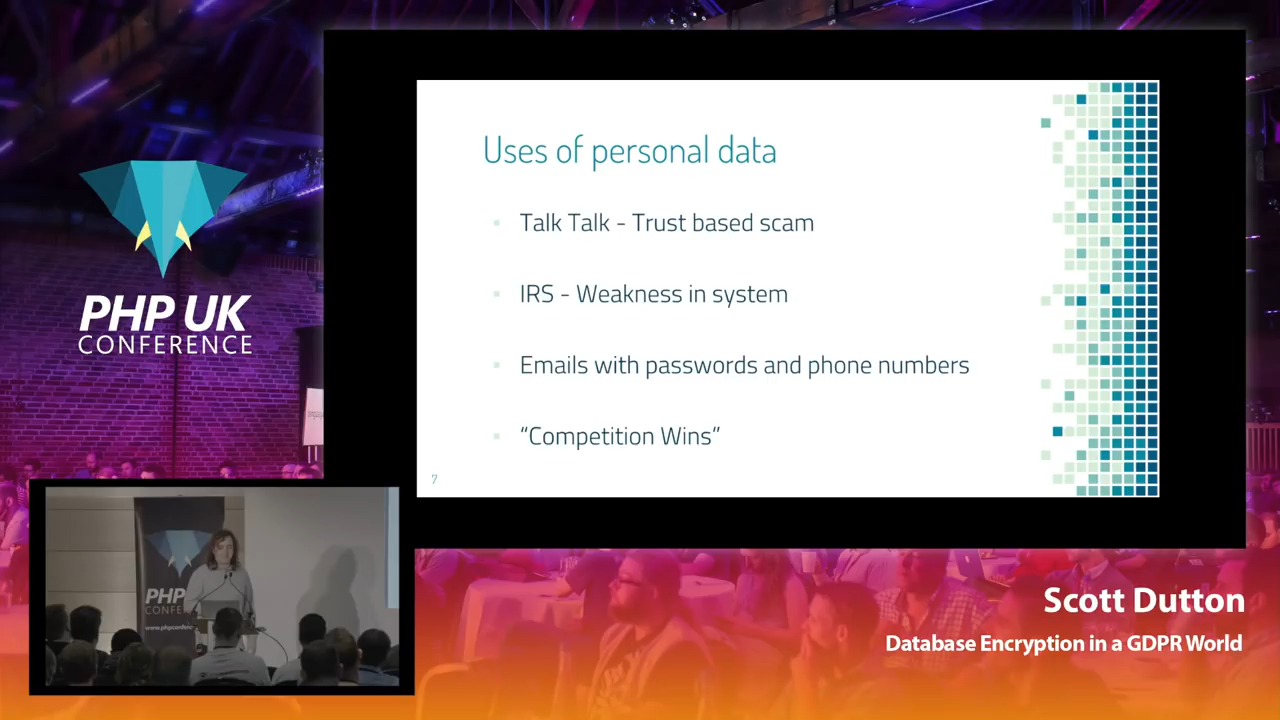 PHP UK
CONFERENCE
Uses of personal data
Talk Talk - Trust based scam
IRS - Weakness in system
Emails with passwords and phone numbers
“Competition Wins”
7
PHP
Scott Dutton
Database Encryption in a GDPR World